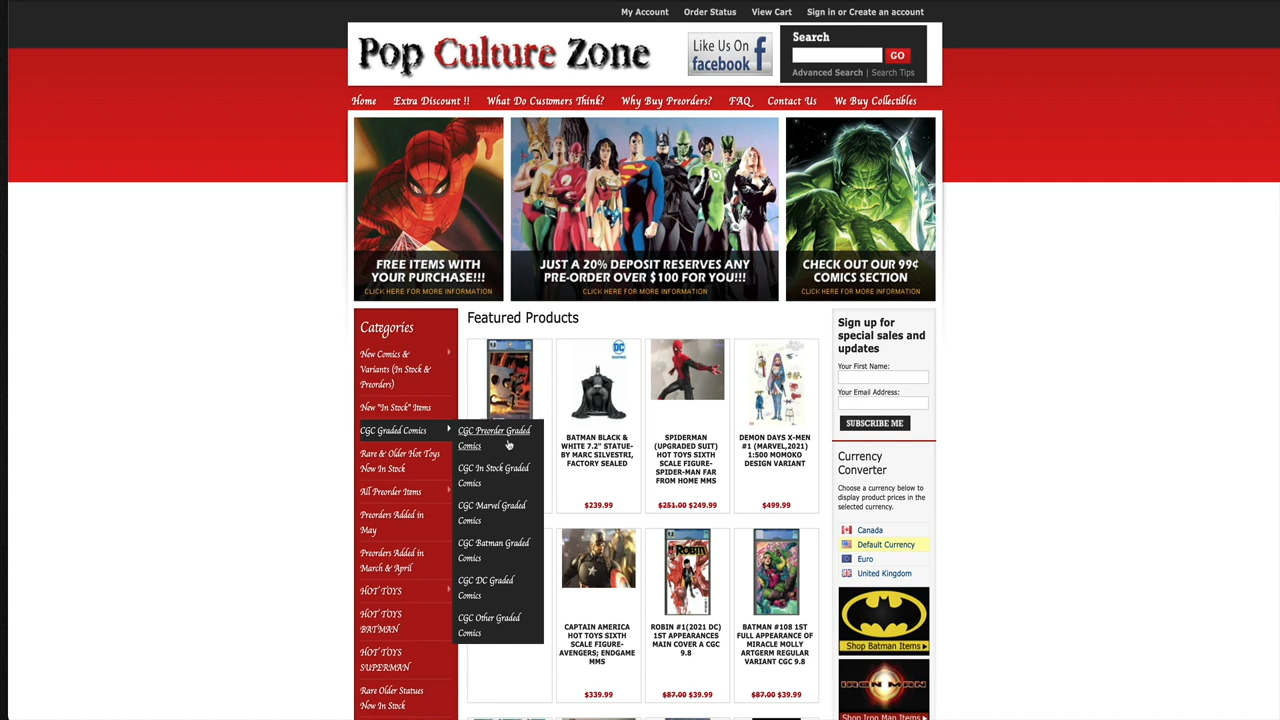 My Account
Order Status
View Cart
Sign in or Create an account
Pop Culture Zone
Like Us On
facebook
Search
GO
Advanced Search | Search Tips
Home
Extra Discount !!
What Do Customers Think?
Why Buy Preorders?
FAQ
Contact Us
We Buy Collectibles
FREE ITEMS WITH
YOUR PURCHASE!!!
CLICK HERE FOR MORE INFORMATION
JUST A 20% DEPOSIT RESERVES ANY
PRE-ORDER OVER $100 FOR YOU!!!
CLICK HERE FOR MORE INFORMATION
CHECK OUT OUR 99¢
COMICS SECTION
CLICK HERE FOR MORE INFORMATION
Categories
New Comics &
Variants (In Stock &
Preorders)
New "In Stock" Items
CGC Graded Comics
Rare & Older Hot Toys
Now In Stock
All Preorder Items
Preorders Added in
May
Preorders Added in
March & April
HOT TOYS
HOT TOYS
BATMAN
HOT TOYS
SUPERMAN
Rare Older Statues
Now In Stock
CGC Preorder Graded
Comics
CGC In Stock Graded
Comics
CGC Marvel Graded
Comics
CGC Batman Graded
Comics
CGC DC Graded
Comics
CGC Other Graded
Comics
Featured Products
DC
BATMAN BLACK &
WHITE 7.2" STATUE-
BY MARC SILVESTRI,
FACTORY SEALED
$239.99
SPIDERMAN
(UPGRADED SUIT)
HOT TOYS SIXTH
SCALE FIGURE-
SPIDER-MAN FAR
FROM HOME MMS
$251.00 $249.99
DEMON DAYS X-MEN
#1 (MARVEL,2021)
1:500 MOMOKO
DESIGN VARIANT
$499.99
CAPTAIN AMERICA
HOT TOYS SIXTH
SCALE FIGURE-
AVENGERS; ENDGAME
MMS
$339.99
ROBIN
ROBIN #1(2021 DC)
1ST APPEARANCES
MAIN COVER A CGC
9.8
$87.00 $39.99
BATMAN #108 1ST
FULL APPEARANCE OF
MIRACLE MOLLY
ARTGERM REGULAR
VARIANT CGC 9.8
$87.00 $39.99
Sign up for
special sales and
updates
Your First Name:
Your Email Address:
SUBSCRIBE ME
Currency
Converter
Choose a currency below to
display product prices in the
selected currency.
Canada
Default Currency
Euro
United Kingdom
Shop Batman Items
IRON MAN
Shop Iron Man Items